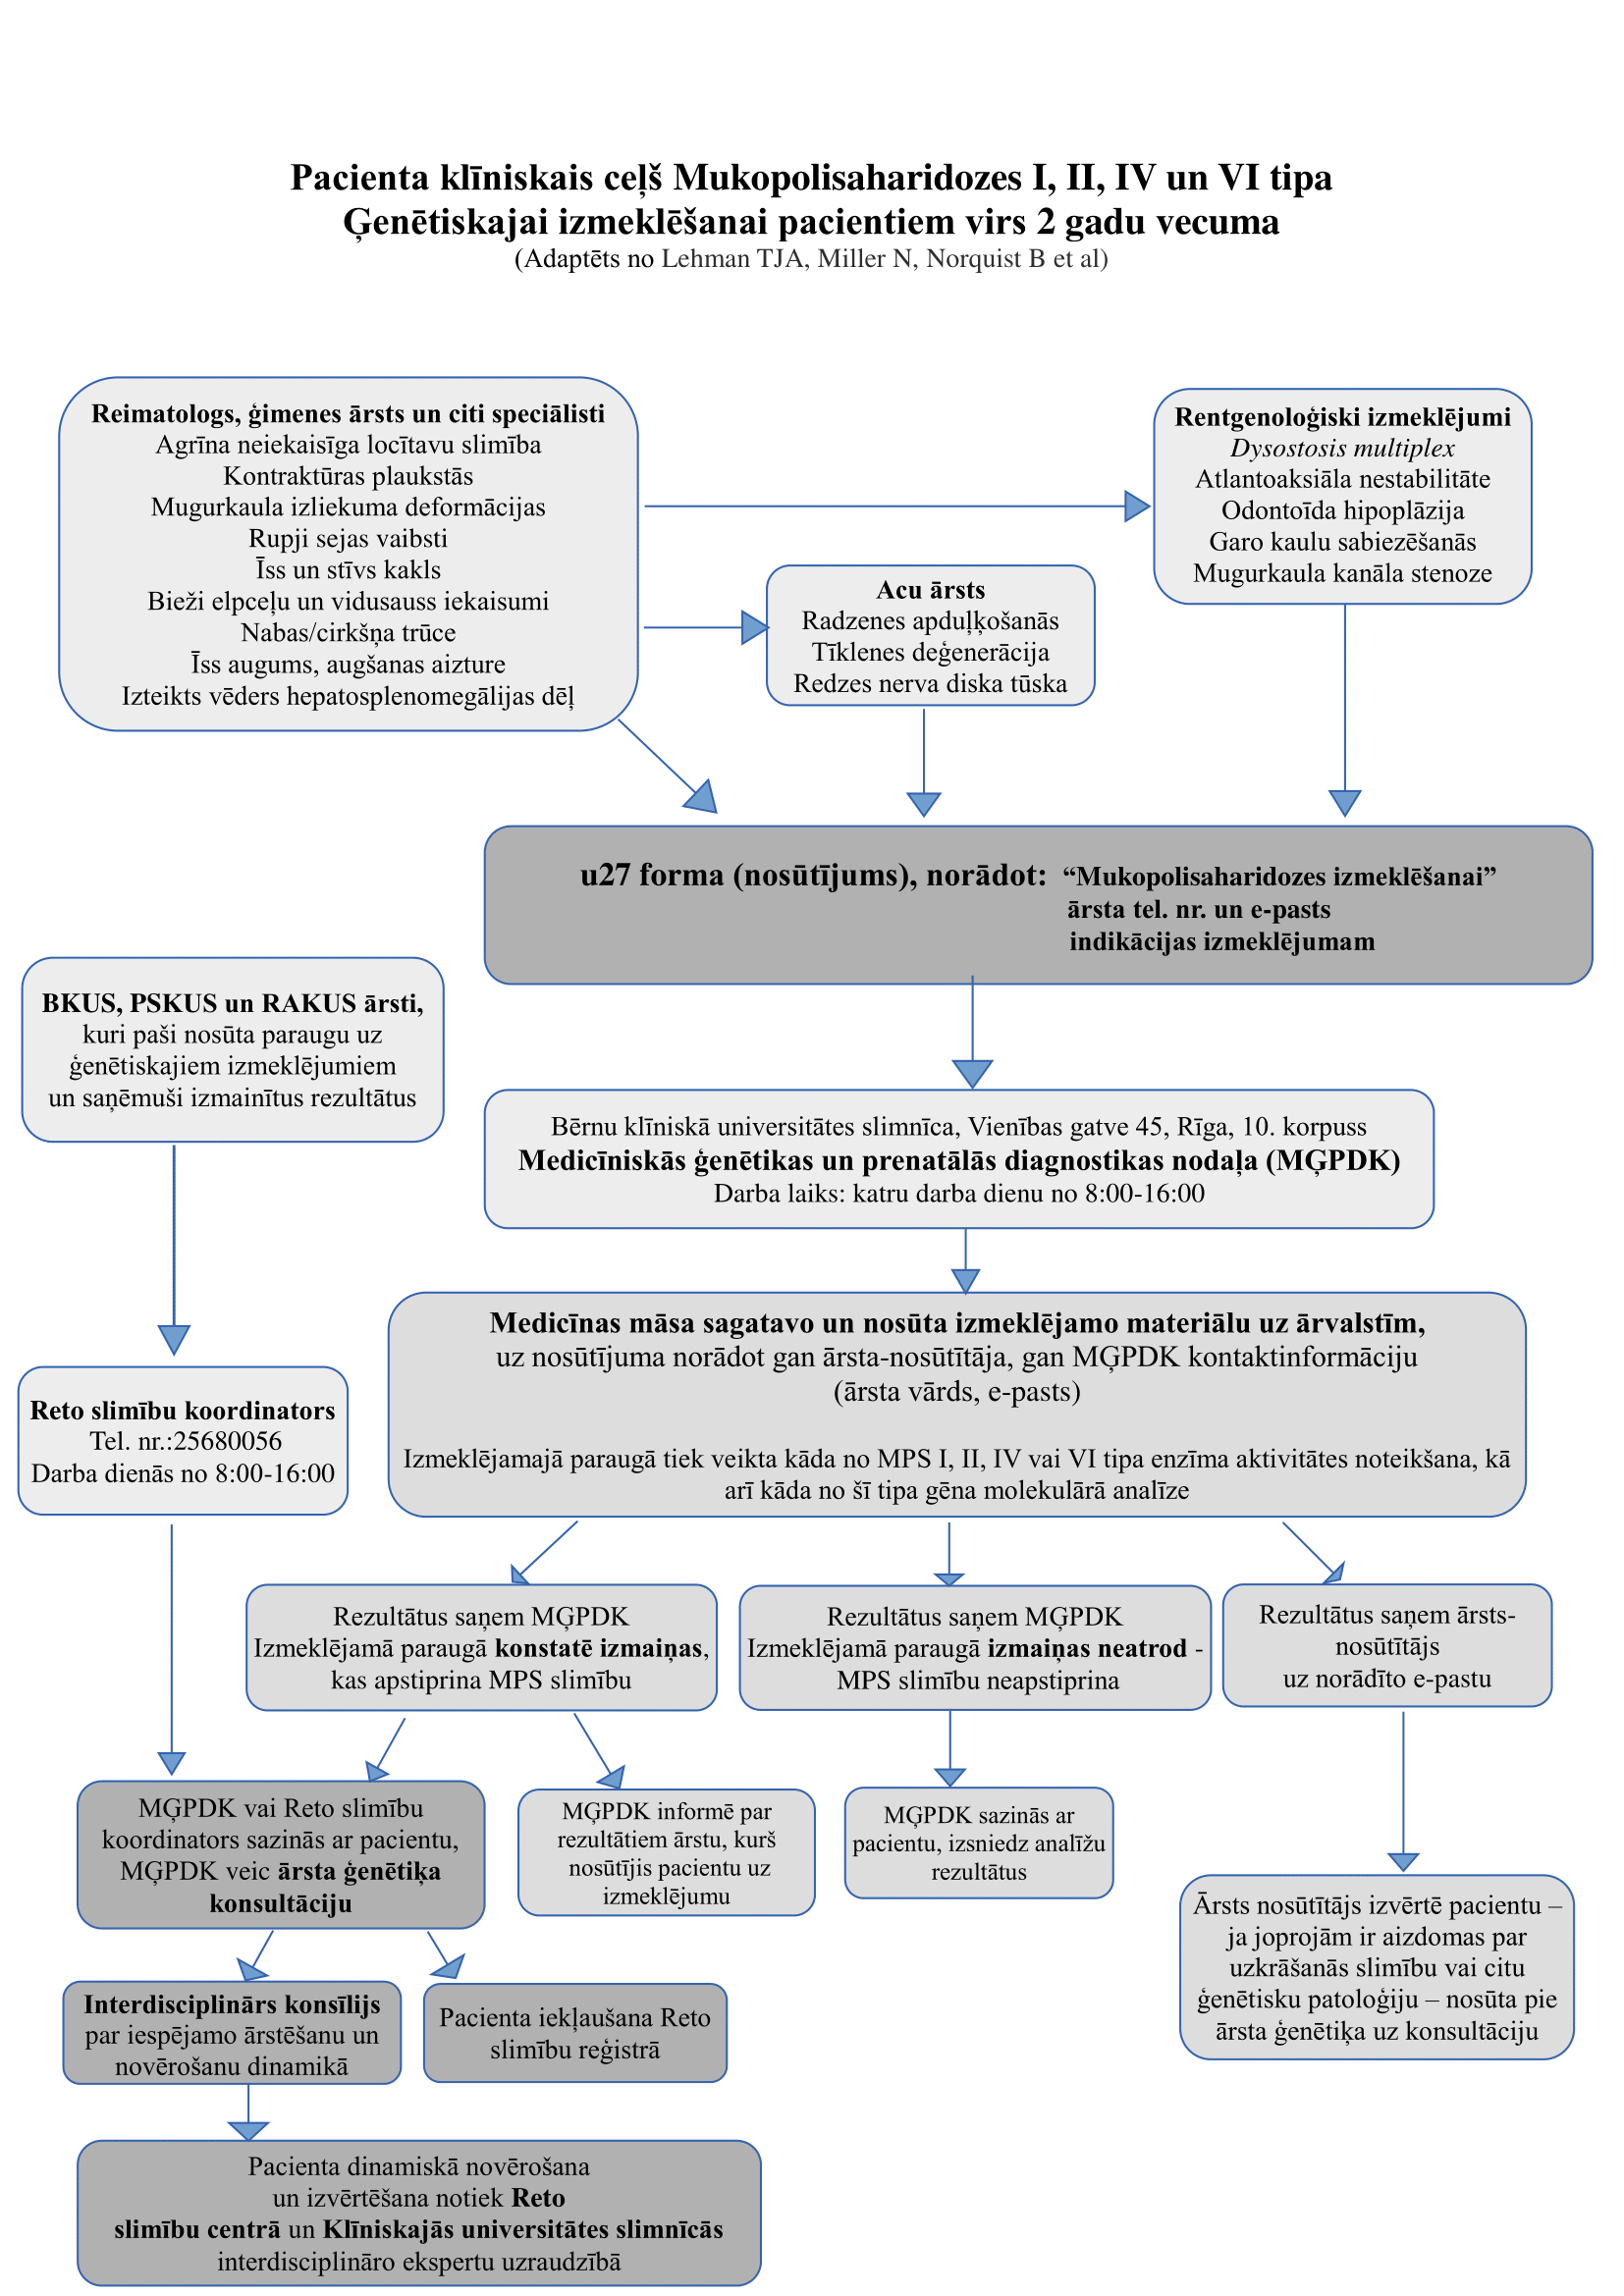 Pacienta klīniskais ceļš Mukopolisaharidozes I, II, IV un VI tipa
Ģenētiskajai izmeklēšanai pacientiem virs 2 gadu vecuma
(Adaptēts no Lehman TJA, Miller N, Norquist B et al)
Reimatologs, ģimenes ārsts un citi speciālisti
Agrīna neiekaisīga locītavu slimība
Kontraktūras plaukstās
Mugurkaula izliekuma deformācijas
Rupji sejas vaibsti
Īss un stīvs kakls
Bieži elpceļu un vidusauss iekaisumi
Nabas/cirkšņa trūce
Īss augums, augšanas aizture
Izteikts vēders hepatosplenomegālijas dēļ
Rentgenoloģiski izmeklējumi
Dysostosis multiplex
Atlantoaksiāla nestabilitāte
Odontoīda hipoplāzija
Garo kaulu sabiezēšanās
Mugurkaula kanāla stenoze
Acu ārsts
Radzenes apduļķošanās
Tīklenes deģenerācija
Redzes nerva diska tūska
u27 forma (nosūtījums), norādot: “Mukopolisaharidozes izmeklēšanai”
ārsta tel. nr. un e-pasts
indikācijas izmeklējumam
BKUS, PSKUS un RAKUS ārsti,
kuri paši nosūta paraugu uz
ģenētiskajiem izmeklējumiem
un saņēmuši izmainītus rezultātus
Bērnu klīniskā universitātes slimnīca, Vienības gatve 45, Rīga, 10. korpuss
Medicīniskās ģenētikas un prenatālās diagnostikas nodaļa (MĢPDK)
Darba laiks: katru darba dienu no 8:00-16:00
Medicīnas māsa sagatavo un nosūta izmeklējamo materiālu uz ārvalstīm,
uz nosūtījuma norādot gan ārsta-nosūtītāja, gan MĢPDK kontaktinformāciju
(ārsta vārds, e-pasts)
Izmeklējamajā paraugā tiek veikta kāda no MPS I, II, IV vai VI tipa enzīma aktivitātes noteikšana, kā
arī kāda no šī tipa gēna molekulārā analīze
Reto slimību koordinators
Tel. nr.:25680056
Darba dienās no 8:00-16:00
Rezultātus saņem MĢPDK
Izmeklējamā paraugā konstatē izmaiņas,
kas apstiprina MPS slimību
Rezultātus saņem MĢPDK
Izmeklējamā paraugā izmaiņas neatrod -
MPS slimību neapstiprina
Rezultātus saņem ārsts-
nosūtītājs
uz norādīto e-pastu
MĢPDK vai Reto slimību
koordinators sazinās ar pacientu,
MĢPDK veic ārsta ģenētiķa
konsultāciju
MĢPDK informē par
rezultātiem ārstu, kurš
nosūtījis pacientu uz
izmeklējumu
MĢPDK sazinās ar
pacientu, izsniedz analīžu
rezultātus
Ārsts nosūtītājs izvērtē pacientu –
ja joprojām ir aizdomas par
uzkrāšanās slimību vai citu
ģenētisku patoloģiju – nosūta pie
ārsta ģenētiķa uz konsultāciju
Interdisciplinārs konsīlijs
par iespējamo ārstēšanu un
novērošanu dinamikā
Pacienta iekļaušana Reto
slimību reģistrā
Pacienta dinamiskā novērošana
un izvērtēšana notiek Reto
slimību centrā un Klīniskajās universitātes slimnīcās
interdisciplināro ekspertu uzraudzībā